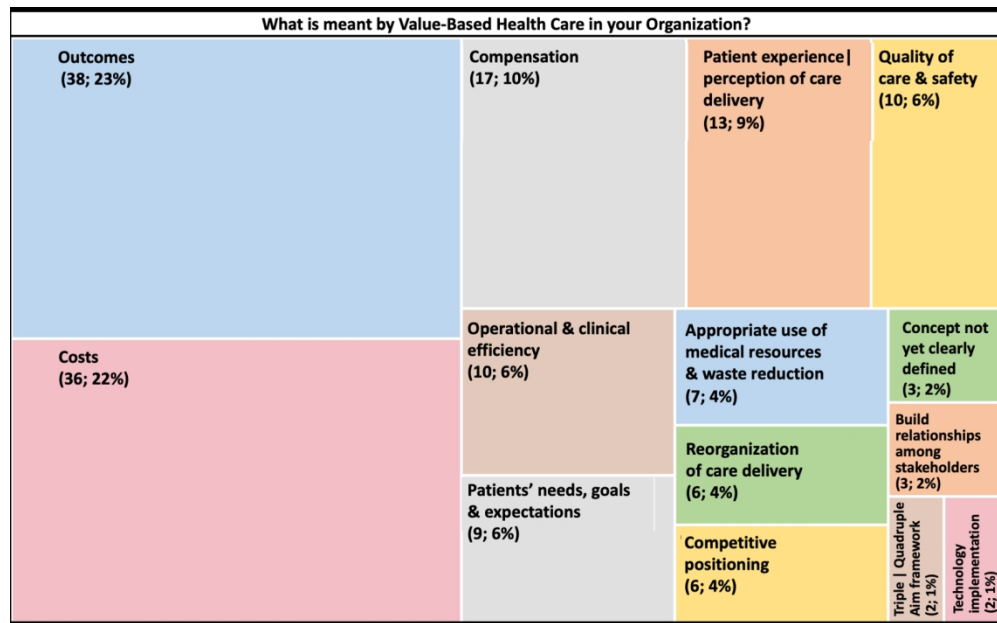 What is meant by Value-Based Health Care in your Organization?
Outcomes
(38; 23%)
Costs
(36; 22%)
Compensation
(17; 10%)
Patient experience|
perception of care
delivery
(13; 9%)
Quality of
care & safety
(10; 6%)
Operational & clinical
efficiency
(10; 6%)
Patients' needs, goals
& expectations
(9; 6%)
Appropriate use of
medical resources
& waste reduction
(7; 4%)
Reorganization
of care delivery
(6; 4%)
Competitive
positioning
(6; 4%)
Concept not
yet clearly
defined
(3; 2%)
Build
relationships
among
stakeholders
(3; 2%)
Triple | Quadruple
Aim framework
(2; 1%)
Technology
implementation
(2; 1%)